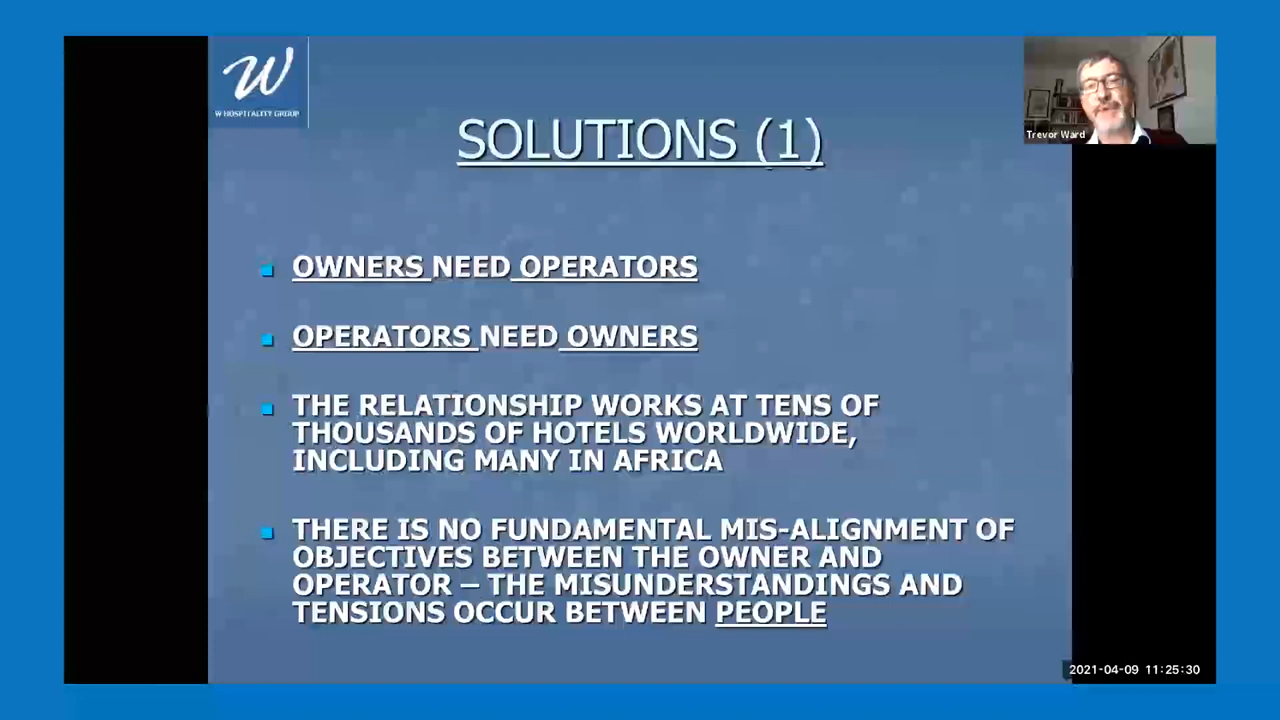 W
W HOSPITALITY GROUP
Trevor Ward
SOLUTIONS (1)
OWNERS NEED OPERATORS
OPERATORS NEED OWNERS
THE RELATIONSHIP WORKS AT TENS OF
THOUSANDS OF HOTELS WORLDWIDE,
INCLUDING MANY IN AFRICA
THERE IS NO FUNDAMENTAL MIS-ALIGNMENT OF
OBJECTIVES BETWEEN THE OWNER AND
OPERATOR – THE MISUNDERSTANDINGS AND
TENSIONS OCCUR BETWEEN PEOPLE
2021-04-09 11:25:30